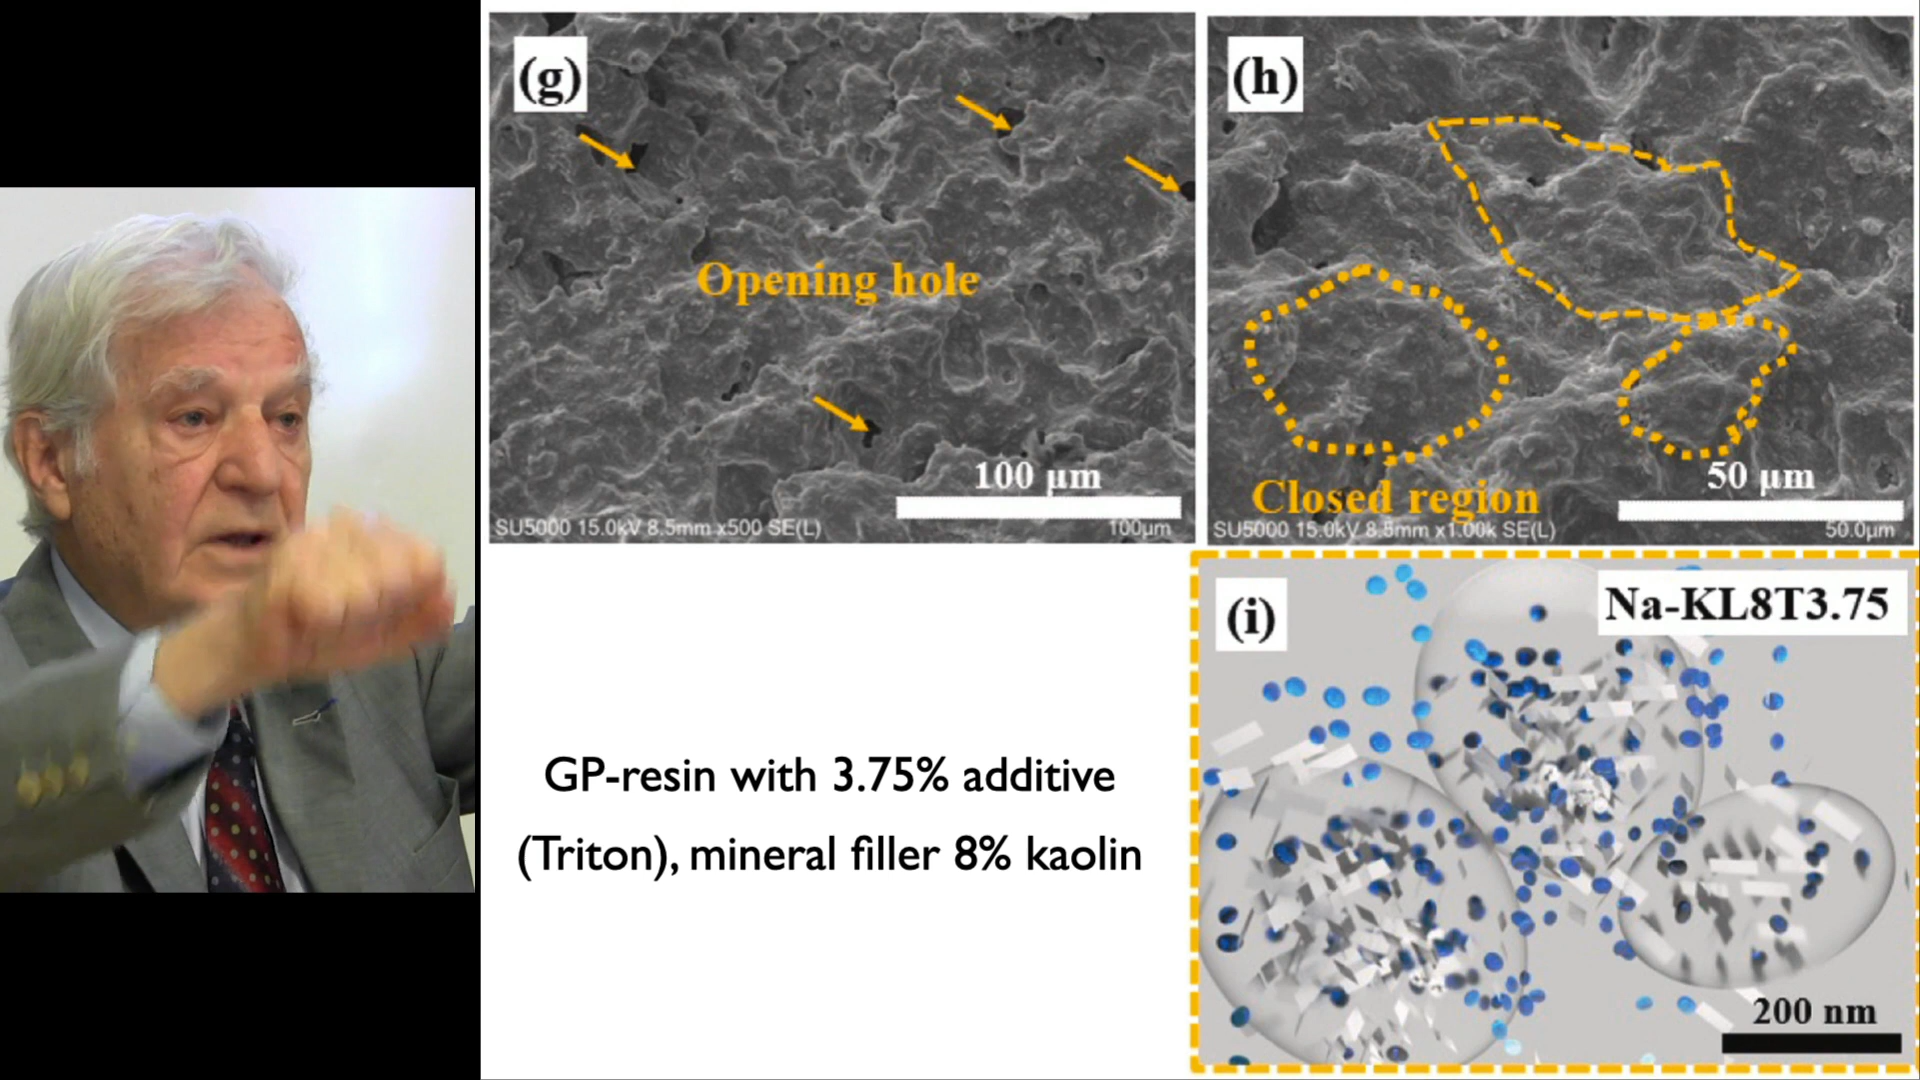 (g)
Opening hole
100 μm
SU5000 15.0kV 8.5mm x500 SE(L)
100μm
(h)
Closed region
50 μm
SU5000 15.0kV 8.5mm x1.00k SE(L)
50.0μm
GP-resin with 3.75% additive
(Triton), mineral filler 8% kaolin
(i)
Na-KL8T3.75
200 nm